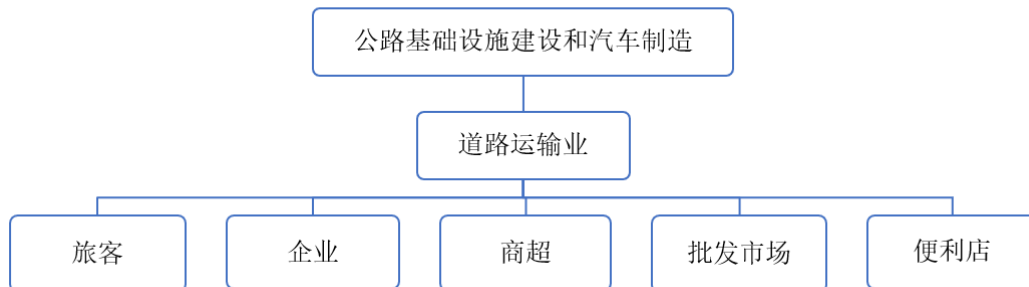 公路基础设施建设和汽车制造
道路运输业
旅客
企业
商超
批发市场
便利店